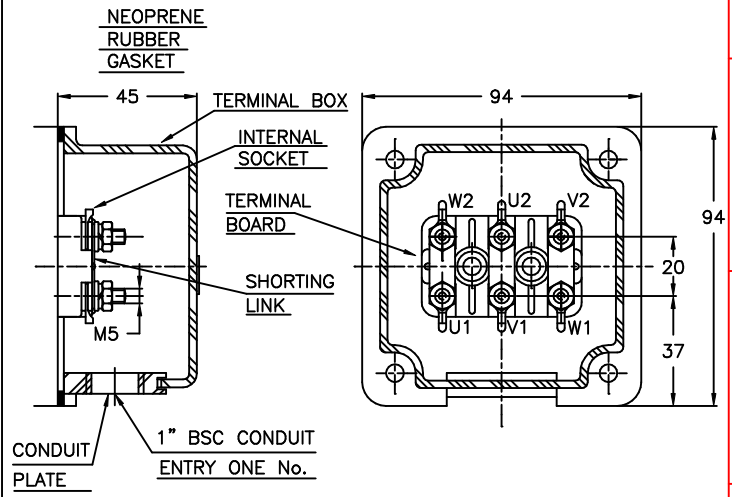 NEOPRENE
RUBBER
GASKET
45
TERMINAL BOX
94
INTERNAL
SOCKET
TERMINAL
BOARD
W2 U2 V2
94
20
SHORTING
LINK
M5
U1 V1 W1
37
CONDUIT
PLATE
1" BSC CONDUIT
ENTRY ONE No.